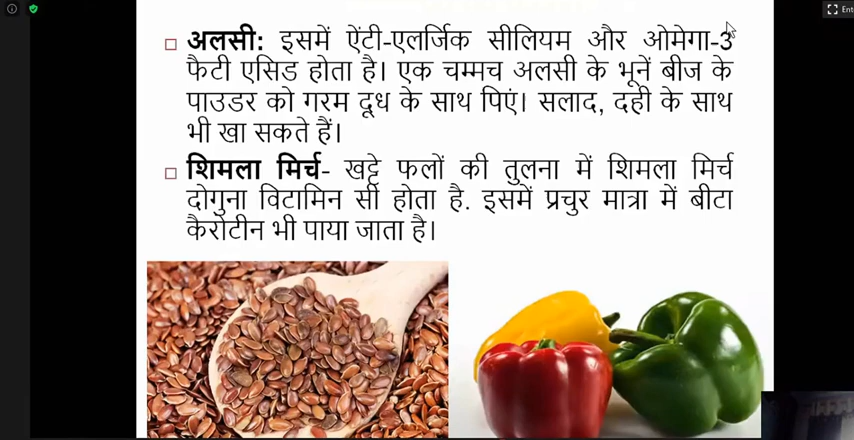 अलसी: इसमें ऐंटी-एलर्जिक सीलियम और ओमेगा-3
फैटी एसिड होता है। एक चम्मच अलसी के भूनें बीज के
पाउडर को गरम दूध के साथ पिएं। सलाद, दही के साथ
भी खा सकते हैं।
शिमला मिर्च- खट्टे फलों की तुलना में शिमला मिर्च
दोगुना विटामिन सी होता है. इसमें प्रचुर मात्रा में बीटा
कैरोटीन भी पाया जाता है।